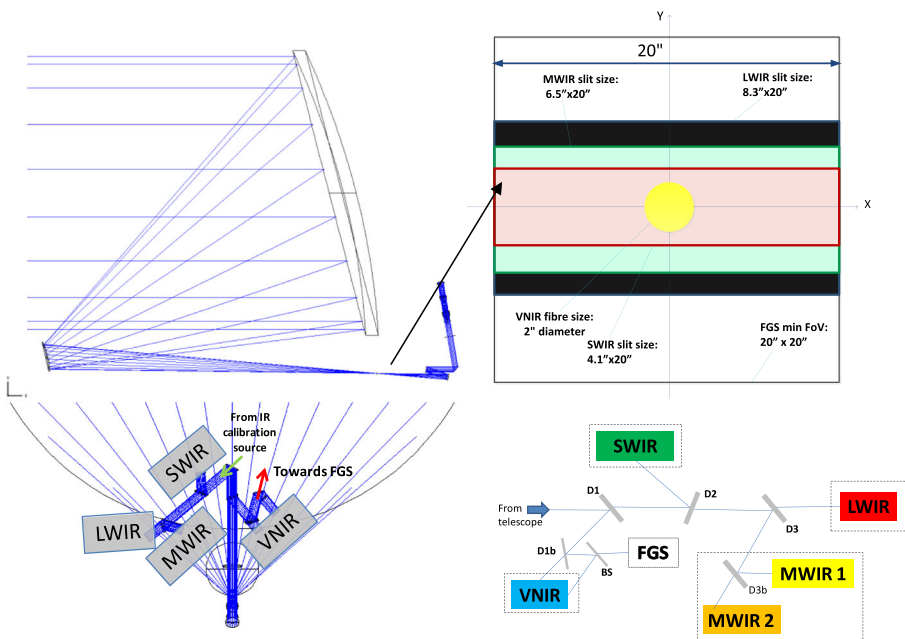 Y
20"
MWIR slit size:
6.5”x20”
LWIR slit size:
8.3”x20”
X
VNIR fibre size:
2" diameter
SWIR slit size:
4.1”x20”
FGS min FoV:
20” x 20”
From IR
calibration
source
Towards FGS
SWIR
LWIR
MWIR
VNIR
SWIR
D1
D2
From
telescope
LWIR
D3
D1b
BS
FGS
VNIR
MWIR 1
D3b
MWIR 2